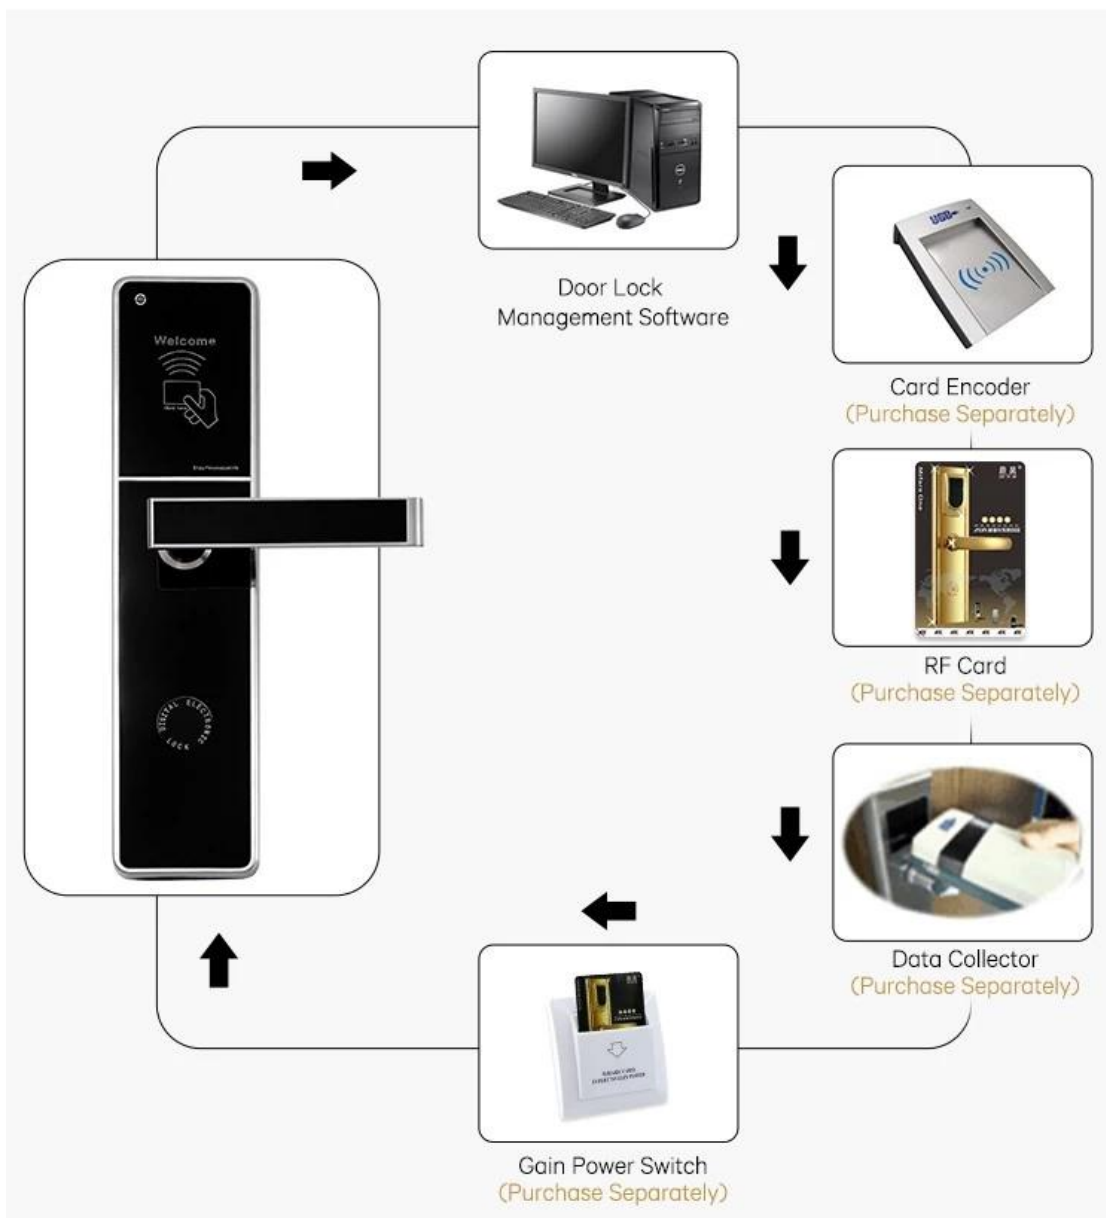 Door Lock
Management Software
Welcome
Card Encoder
(Purchase Separately)
RF Card
(Purchase Separately)
DIGITAL ELECTRONIC LOCK
Data Collector
(Purchase Separately)
Gain Power Switch
(Purchase Separately)